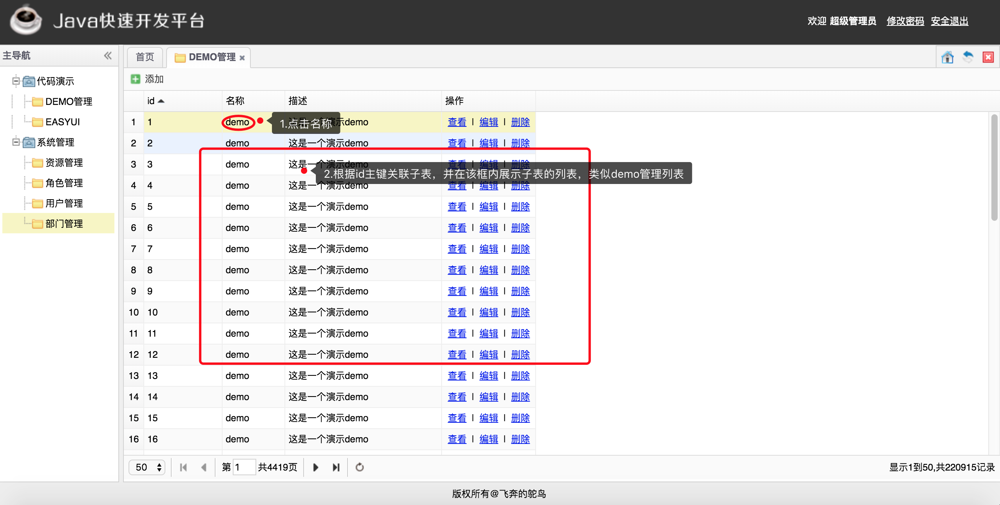 Java快速开发平台
欢迎 超级管理员 修改密码 安全退出
主导航
首页 DEMO管理
代码演示
DEMO管理
EASYUI
系统管理
资源管理
角色管理
用户管理
部门管理
添加
id 名称 描述 操作
1 1 demo 这是一个演示demo 查看 | 编辑 | 删除
1.点击名称
2 2 demo 这是一个演示demo 查看 | 编辑 | 删除
3 3 demo 这是一个演示demo 查看 | 编辑 | 删除
2.根据id主键关联子表，并在该框内展示子表的列表，类似demo管理列表
4 4 demo 这是一个演示demo 查看 | 编辑 | 删除
5 5 demo 这是一个演示demo 查看 | 编辑 | 删除
6 6 demo 这是一个演示demo 查看 | 编辑 | 删除
7 7 demo 这是一个演示demo 查看 | 编辑 | 删除
8 8 demo 这是一个演示demo 查看 | 编辑 | 删除
9 9 demo 这是一个演示demo 查看 | 编辑 | 删除
10 10 demo 这是一个演示demo 查看 | 编辑 | 删除
11 11 demo 这是一个演示demo 查看 | 编辑 | 删除
12 12 demo 这是一个演示demo 查看 | 编辑 | 删除
13 13 demo 这是一个演示demo 查看 | 编辑 | 删除
14 14 demo 这是一个演示demo 查看 | 编辑 | 删除
15 15 demo 这是一个演示demo 查看 | 编辑 | 删除
16 16 demo 这是一个演示demo 查看 | 编辑 | 删除
50 第 1 共4419页 显示1到50,共220915记录
版权所有@飞奔的鸵鸟